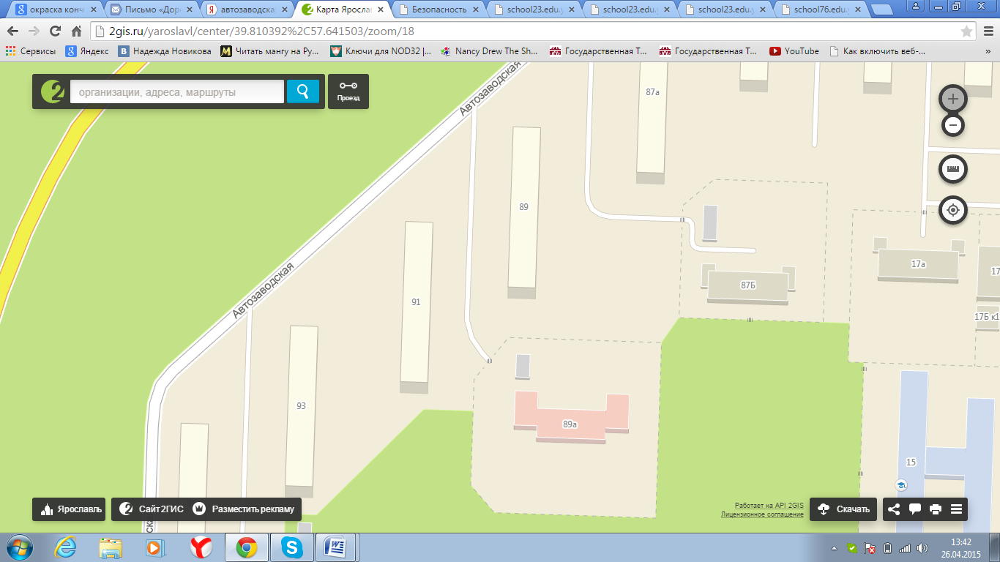 окраска конч
Письмо «Дор
автозаводска
Карта Яросла
Безопасность
school23.edu.y
school23.edu.y
school23.edu.y
school76.edu.y
2gis.ru/yaroslavl/center/39.810392%2C57.641503/zoom/18
Сервисы
Яндекс
Надежда Новикова
Читать мангу на Ру...
Ключи для NOD32 |...
Nancy Drew The Sh...
Государственная Т...
Государственная Т...
YouTube
Как включить веб-...
»
организации, адреса, маршруты
Проезд
Автозаводская
87а
89
91
Автозаводская
87Б
17а
17
17Б к1
93
89а
15
ская
Ярославль
Сайт 2ГИС
Разместить рекламу
Работает на API 2GIS
Лицензионное соглашение
Скачать
13:42
26.04.2015